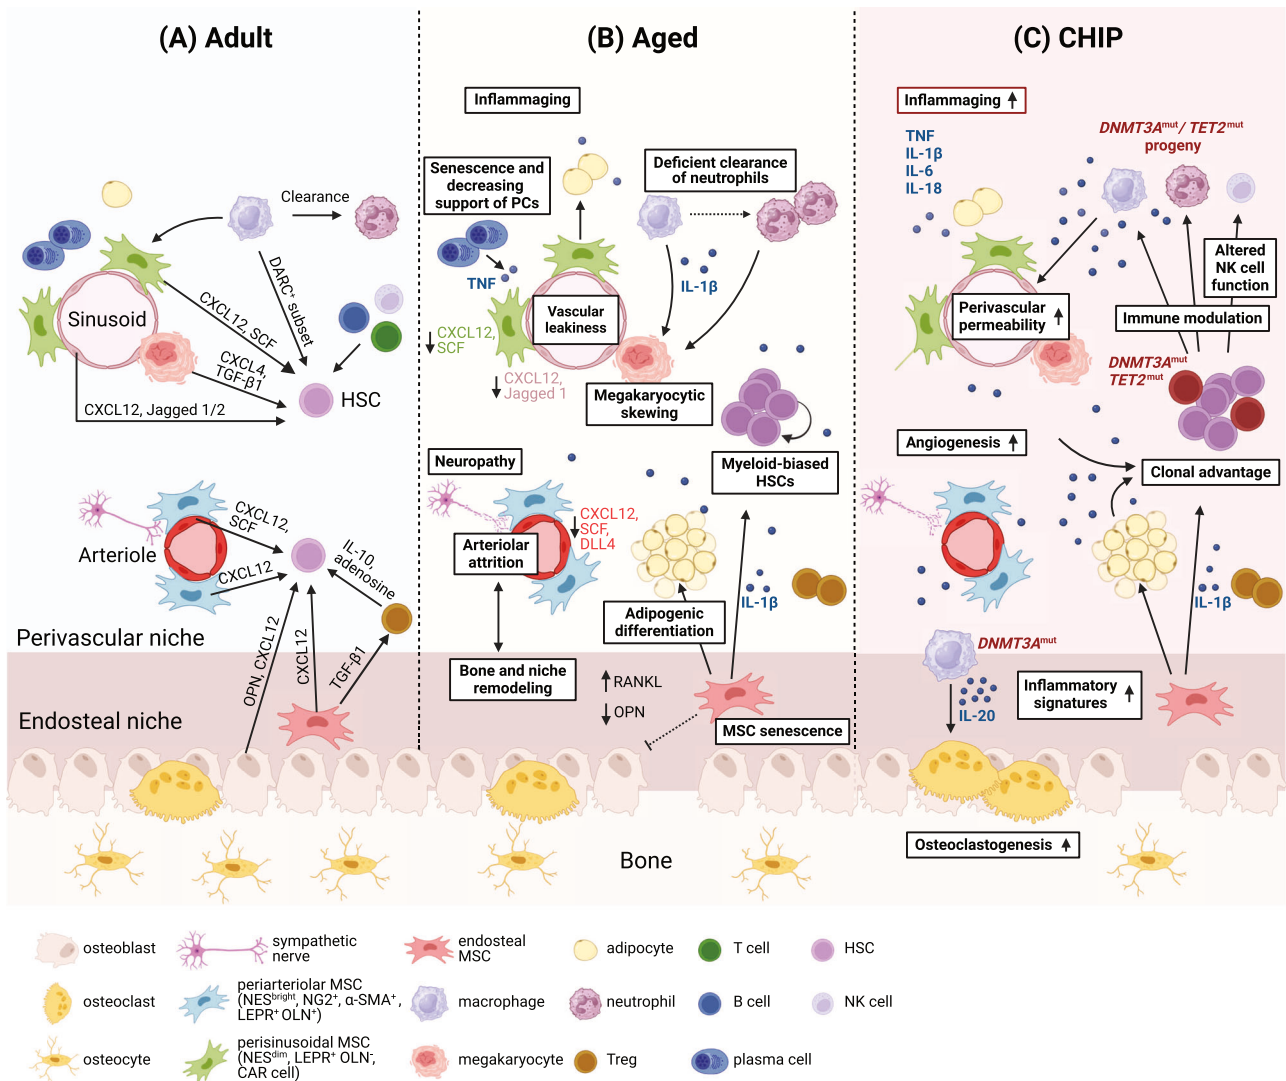 (A) Adult
Clearance
DARC⁺ subset
CXCL12, SCF
Sinusoid
CXCL4,
TGF-β1
HSC
CXCL12, Jagged 1/2
CXCL12,
SCF
Arteriole
CXCL12
IL-10,
adenosine
Perivascular niche
OPN, CXCL12
CXCL12
TGF-β1
Endosteal niche
(B) Aged
Inflammaging
Senescence and
decreasing
support of PCs
Deficient clearance
of neutrophils
TNF
IL-1β
Vascular
leakiness
CXCL12,
SCF
CXCL12,
Jagged 1
Megakaryocytic
skewing
Neuropathy
Myeloid-biased
HSCs
CXCL12,
SCF,
DLL4
Arteriolar
attrition
IL-1β
Adipogenic
differentiation
Bone and niche
remodeling
RANKL
OPN
MSC senescence
Bone
(C) CHIP
Inflammaging
TNF
IL-1β
IL-6
IL-18
DNMT3Aᵐᵘᵗ/ TET2ᵐᵘᵗ
progeny
Altered
NK cell
function
Perivascular
permeability
Immune modulation
DNMT3Aᵐᵘᵗ
TET2ᵐᵘᵗ
Angiogenesis
Clonal advantage
IL-1β
DNMT3Aᵐᵘᵗ
IL-20
Inflammatory
signatures
Osteoclastogenesis
osteoblast
sympathetic
nerve
endosteal
MSC
adipocyte
T cell
HSC
osteoclast
periarteriolar MSC
(NESᵇʳⁱᵍʰᵗ, NG2⁺, α-SMA⁺,
LEPR⁺ OLN⁺)
macrophage
neutrophil
B cell
NK cell
osteocyte
perisinusoidal MSC
(NESᵈⁱᵐ, LEPR⁺ OLN⁻,
CAR cell)
megakaryocyte
Treg
plasma cell